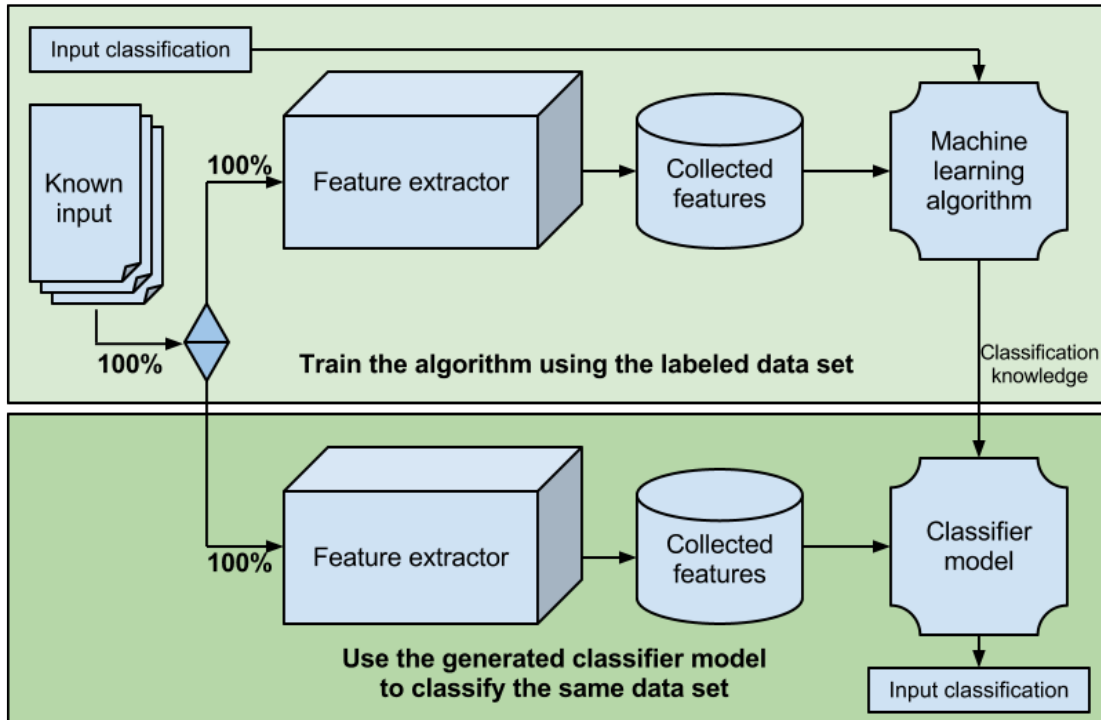 Input classification
Known
input
100%
100%
Feature extractor
Collected
features
Machine
learning
algorithm
Train the algorithm using the labeled data set
Classification
knowledge
100%
Feature extractor
Collected
features
Classifier
model
Use the generated classifier model
to classify the same data set
Input classification